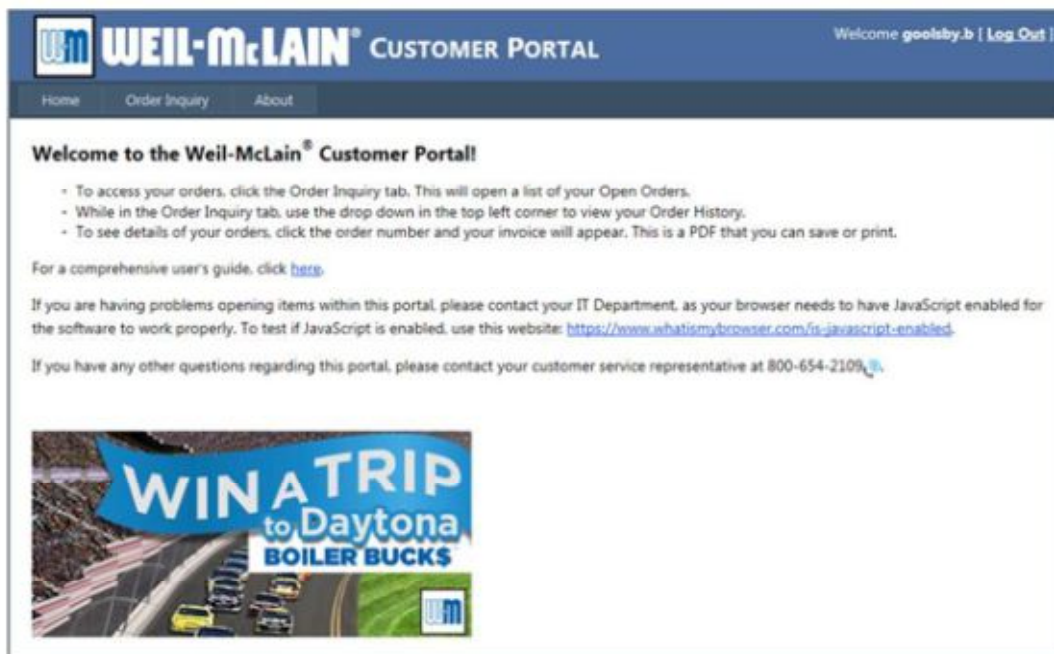 WM WEIL-McLAIN® CUSTOMER PORTAL
Welcome goolsby.b [ Log Out ]
Home Order Inquiry About
Welcome to the Weil-McLain® Customer Portal!
- To access your orders, click the Order Inquiry tab. This will open a list of your Open Orders.
- While in the Order Inquiry tab, use the drop down in the top left corner to view your Order History.
- To see details of your orders, click the order number and your invoice will appear. This is a PDF that you can save or print.
For a comprehensive user's guide, click here.
If you are having problems opening items within this portal, please contact your IT Department, as your browser needs to have JavaScript enabled for
the software to work properly. To test if JavaScript is enabled, use this website: https://www.whatismybrowser.com/is-javascript-enabled.
If you have any other questions regarding this portal, please contact your customer service representative at 800-654-2109.
WIN A TRIP
to Daytona
BOILER BUCK$
WM